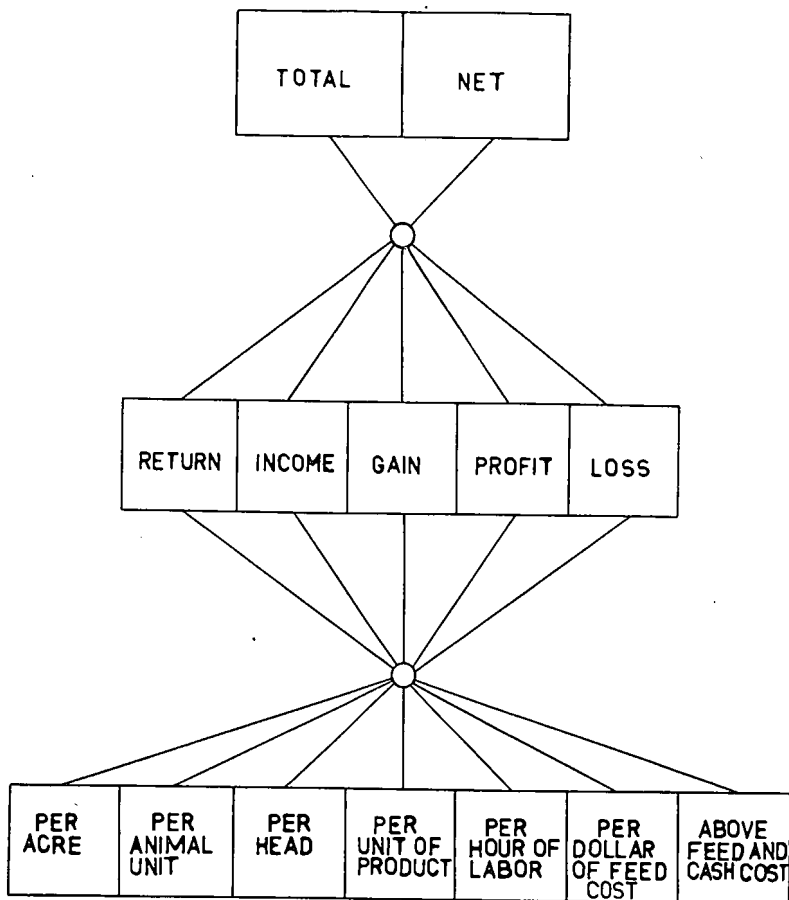 TOTAL
NET
RETURN
INCOME
GAIN
PROFIT
LOSS
PER
ACRE
PER
ANIMAL
UNIT
PER
HEAD
PER
UNIT OF
PRODUCT
PER
HOUR OF
LABOR
PER
DOLLAR
OF FEED
COST
ABOVE
FEED AND
CASH COST